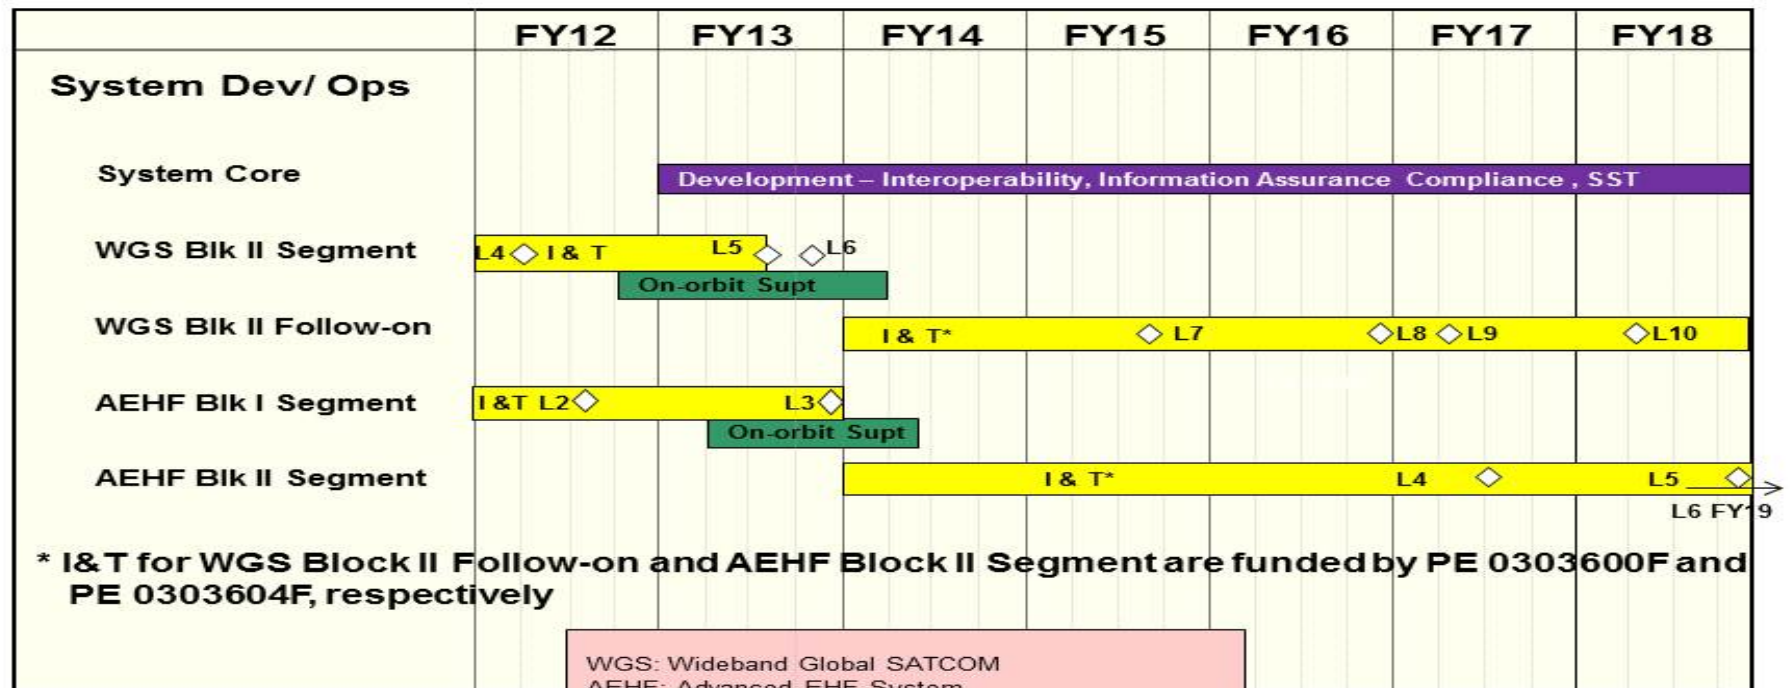 FY12 FY13 FY14 FY15 FY16 FY17 FY18
System Dev/ Ops
System Core
Development – Interoperability, Information Assurance Compliance , SST
WGS Blk II Segment
L4 I & T L5 L6
On-orbit Supt
WGS Blk II Follow-on
I & T* L7 L8 L9 L10
AEHF Blk I Segment
I &T L2 L3
On-orbit Supt
AEHF Blk II Segment
I & T* L4 L5
L6 FY19
* I&T for WGS Block II Follow-on and AEHF Block II Segment are funded by PE 0303600F and
PE 0303604F, respectively
WGS: Wideband Global SATCOM
AEHF: Advanced EHF System